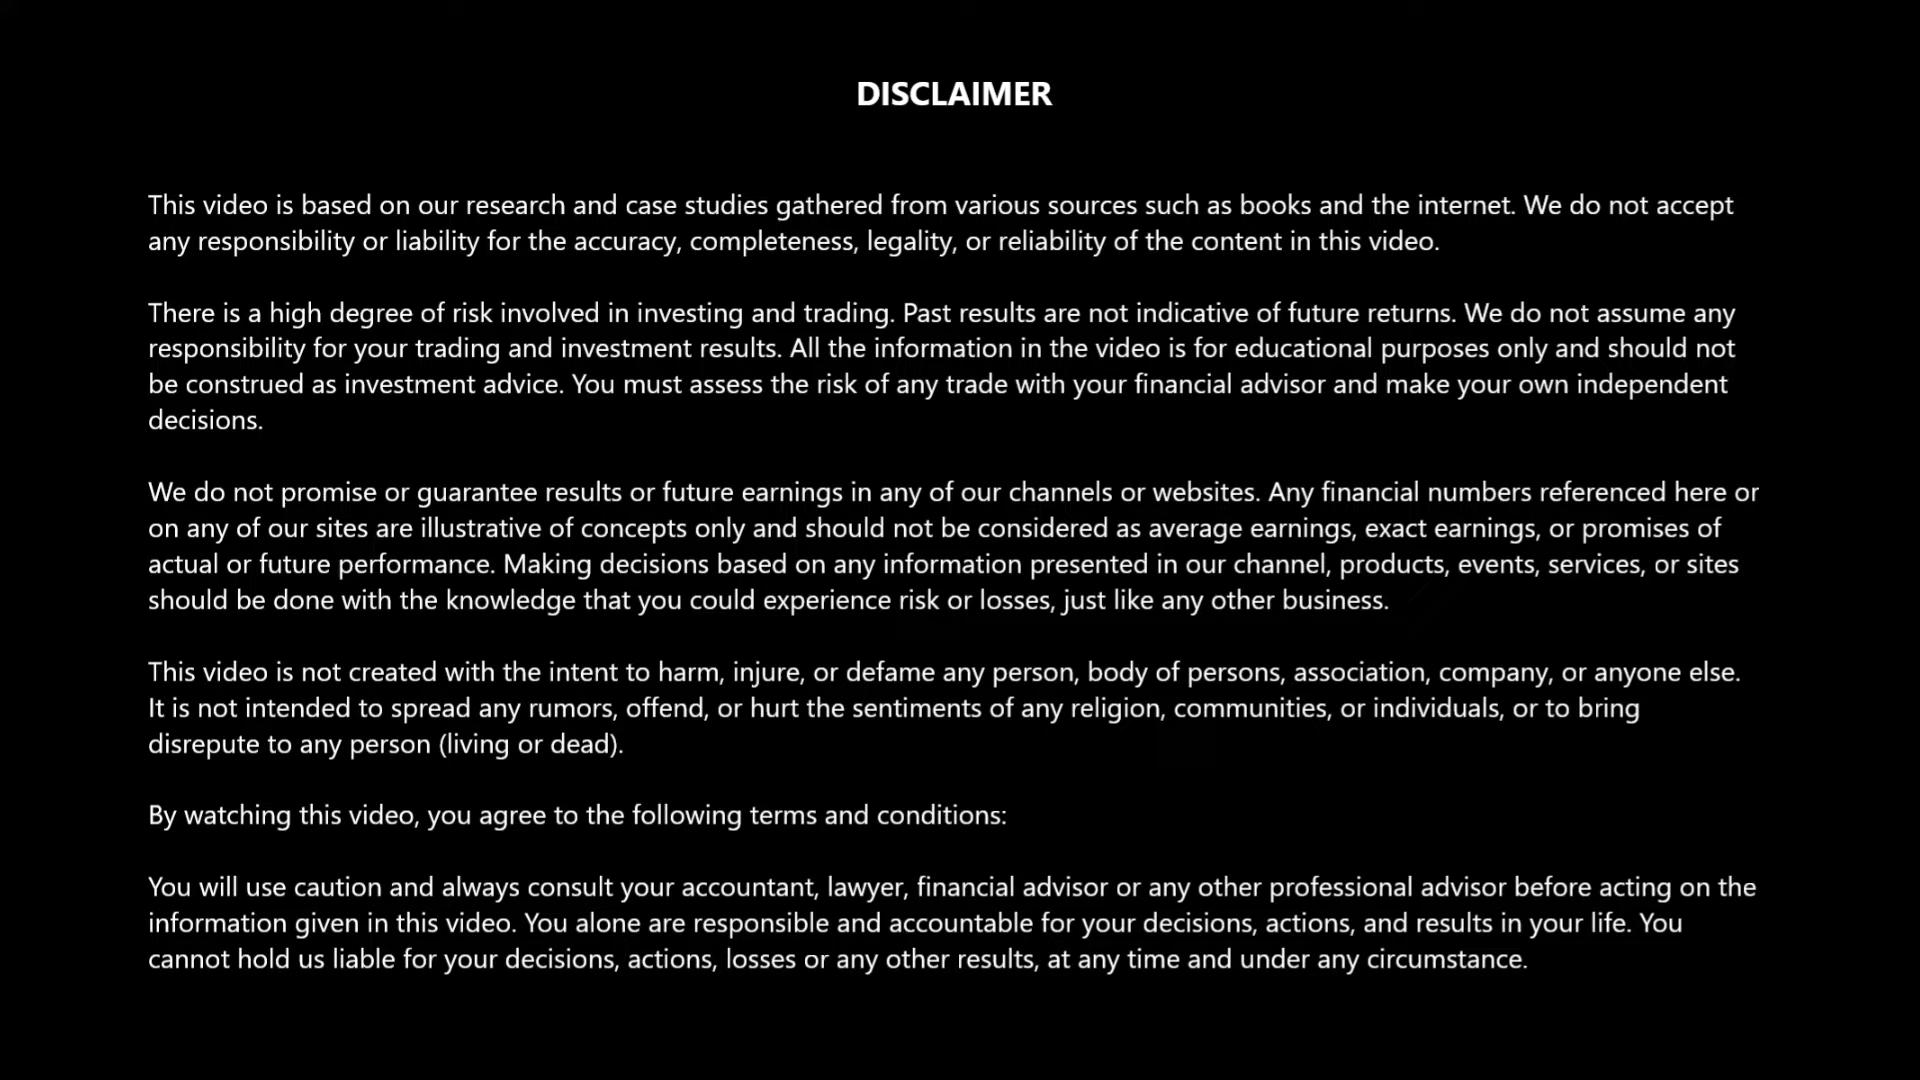 DISCLAIMER
This video is based on our research and case studies gathered from various sources such as books and the internet. We do not accept
any responsibility or liability for the accuracy, completeness, legality, or reliability of the content in this video.
There is a high degree of risk involved in investing and trading. Past results are not indicative of future returns. We do not assume any
responsibility for your trading and investment results. All the information in the video is for educational purposes only and should not
be construed as investment advice. You must assess the risk of any trade with your financial advisor and make your own independent
decisions.
We do not promise or guarantee results or future earnings in any of our channels or websites. Any financial numbers referenced here or
on any of our sites are illustrative of concepts only and should not be considered as average earnings, exact earnings, or promises of
actual or future performance. Making decisions based on any information presented in our channel, products, events, services, or sites
should be done with the knowledge that you could experience risk or losses, just like any other business.
This video is not created with the intent to harm, injure, or defame any person, body of persons, association, company, or anyone else.
It is not intended to spread any rumors, offend, or hurt the sentiments of any religion, communities, or individuals, or to bring
disrepute to any person (living or dead).
By watching this video, you agree to the following terms and conditions:
You will use caution and always consult your accountant, lawyer, financial advisor or any other professional advisor before acting on the
information given in this video. You alone are responsible and accountable for your decisions, actions, and results in your life. You
cannot hold us liable for your decisions, actions, losses or any other results, at any time and under any circumstance.